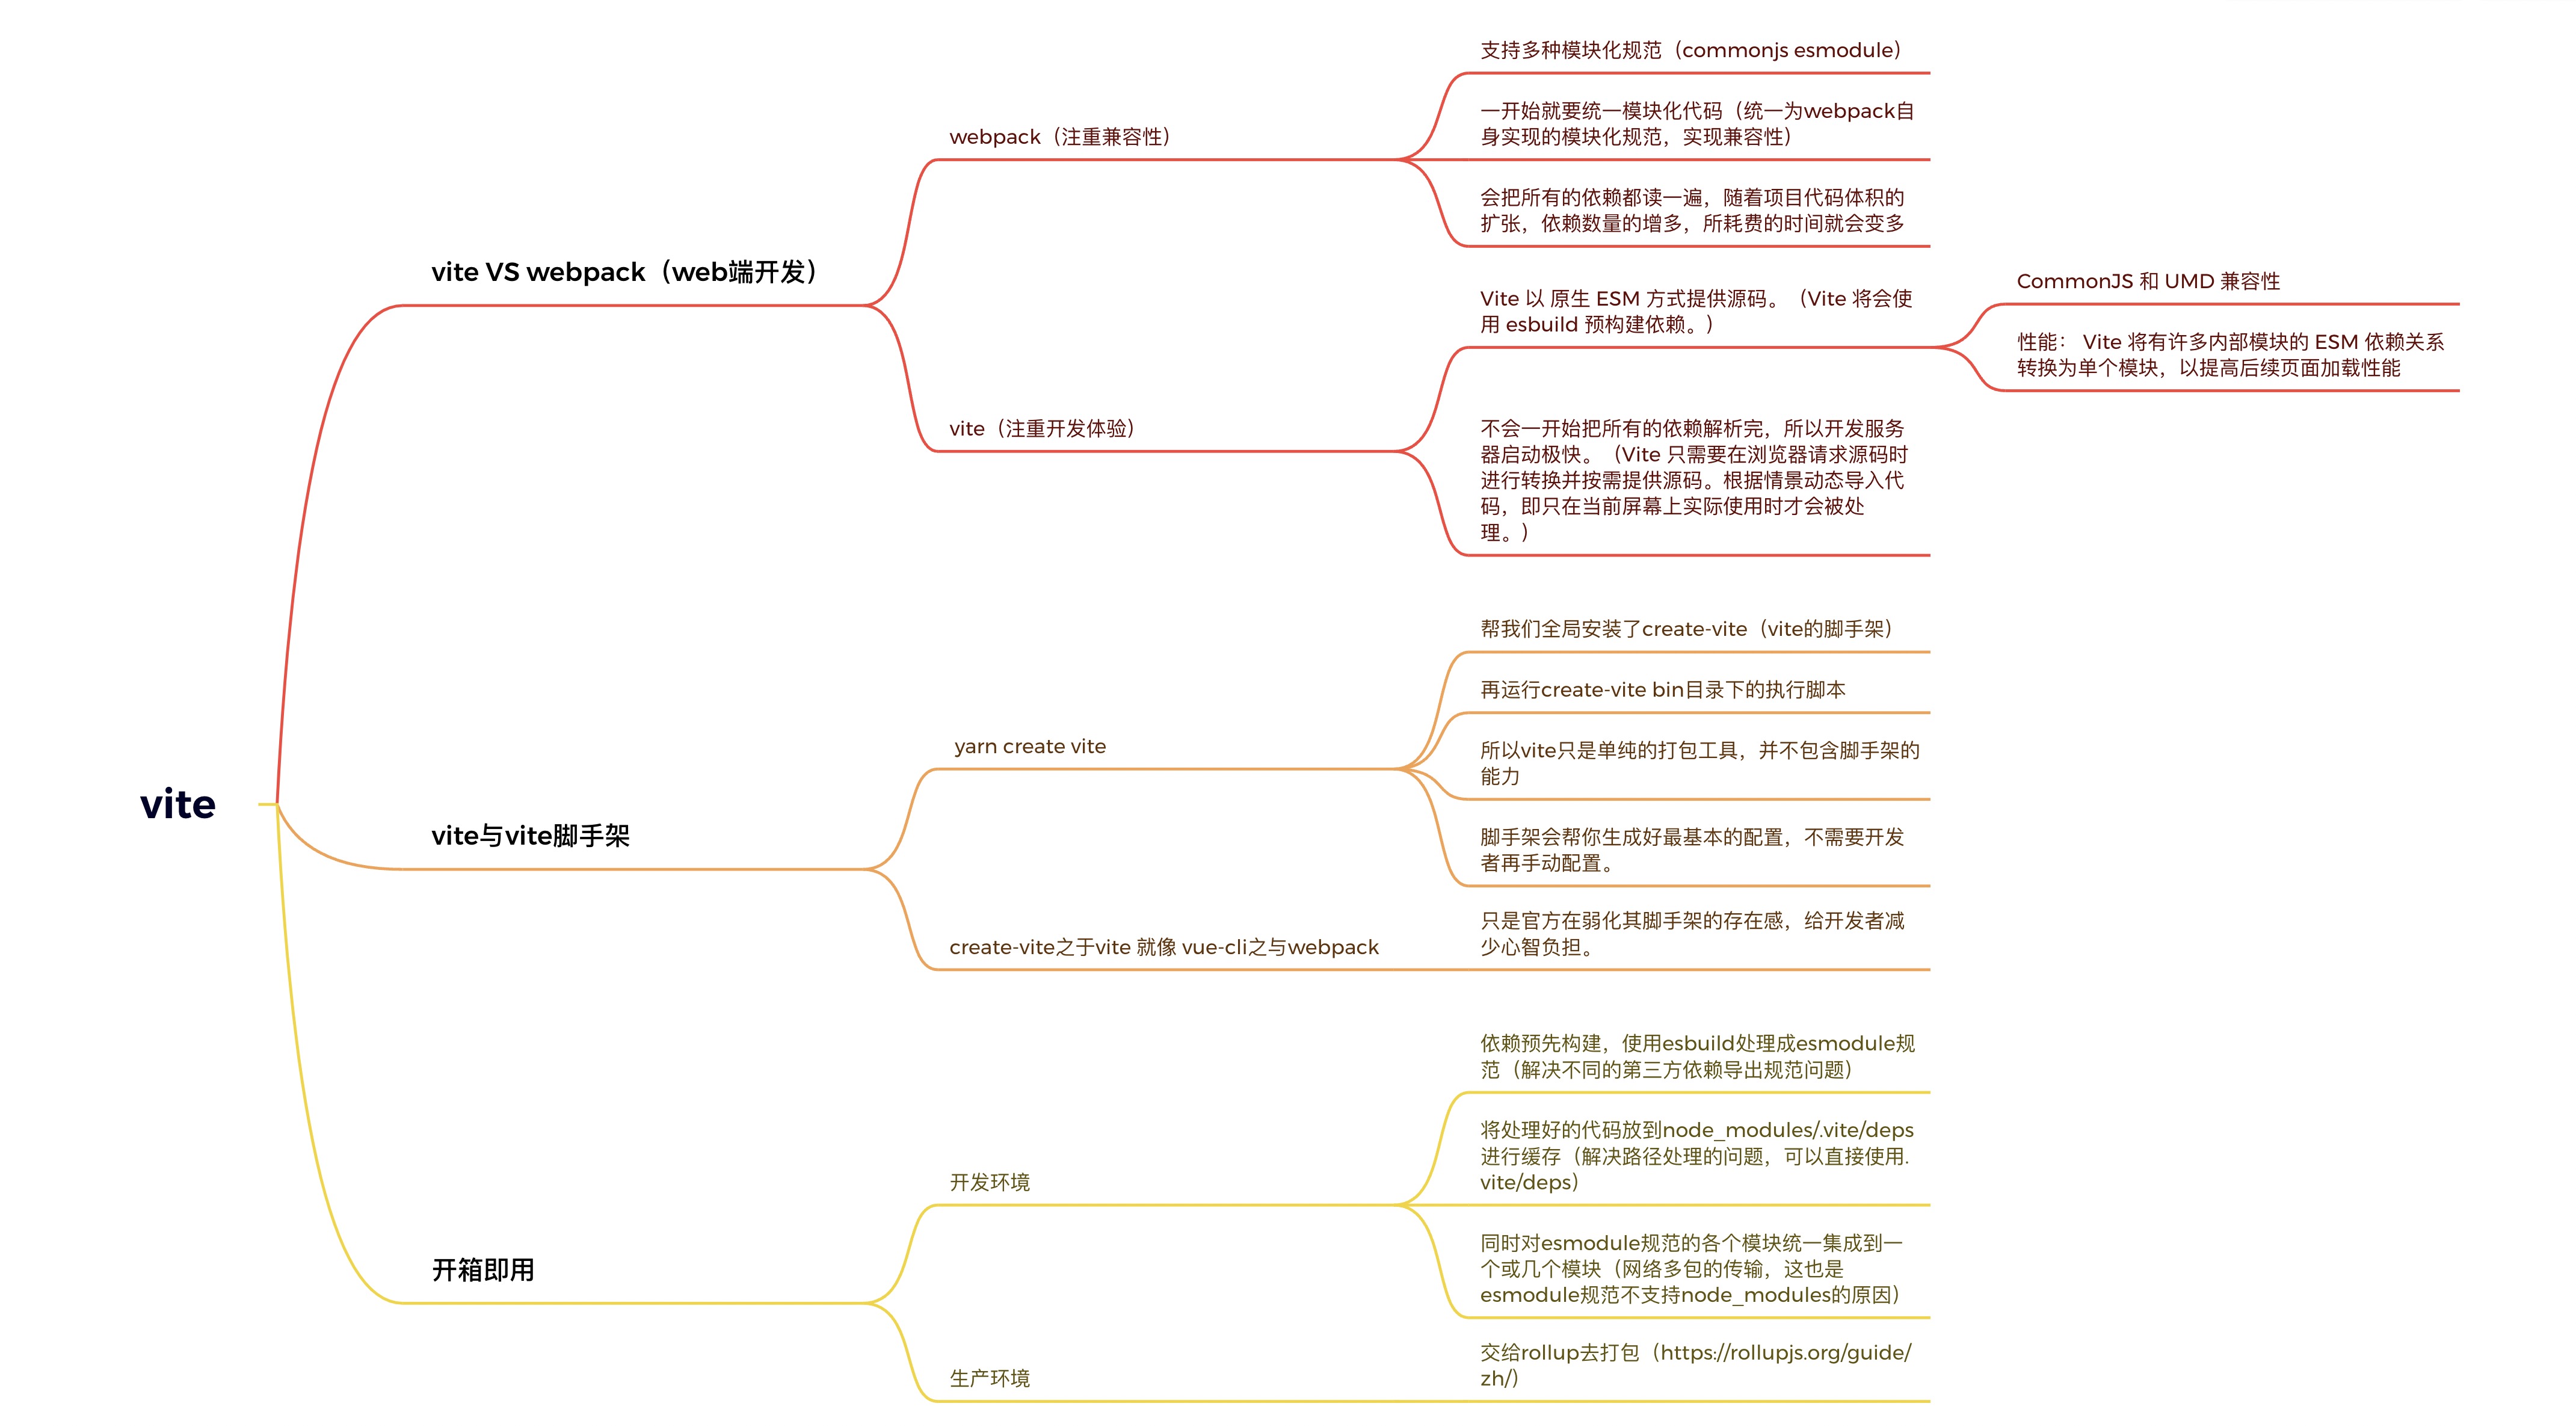 vite
vite VS webpack（web端开发）
webpack（注重兼容性）
支持多种模块化规范（commonjs esmodule）
一开始就要统一模块化代码（统一为webpack自
身实现的模块化规范，实现兼容性）
会把所有的依赖都读一遍，随着项目代码体积的
扩张，依赖数量的增多，所耗费的时间就会变多
vite（注重开发体验）
Vite 以 原生 ESM 方式提供源码。（Vite 将会使
用 esbuild 预构建依赖。）
CommonJS 和 UMD 兼容性
性能： Vite 将有许多内部模块的 ESM 依赖关系
转换为单个模块，以提高后续页面加载性能
不会一开始把所有的依赖解析完，所以开发服务
器启动极快。（Vite 只需要在浏览器请求源码时
进行转换并按需提供源码。根据情景动态导入代
码，即只在当前屏幕上实际使用时才会被处
理。）
vite与vite脚手架
yarn create vite
帮我们全局安装了create-vite（vite的脚手架）
再运行create-vite bin目录下的执行脚本
所以vite只是单纯的打包工具，并不包含脚手架的
能力
脚手架会帮你生成好最基本的配置，不需要开发
者再手动配置。
create-vite之于vite 就像 vue-cli之与webpack
只是官方在弱化其脚手架的存在感，给开发者减
少心智负担。
开箱即用
开发环境
依赖预先构建，使用esbuild处理成esmodule规
范（解决不同的第三方依赖导出规范问题）
将处理好的代码放到node_modules/.vite/deps
进行缓存（解决路径处理的问题，可以直接使用.
vite/deps）
同时对esmodule规范的各个模块统一集成到一
个或几个模块（网络多包的传输，这也是
esmodule规范不支持node_modules的原因）
生产环境
交给rollup去打包（https://rollupjs.org/guide/
zh/）